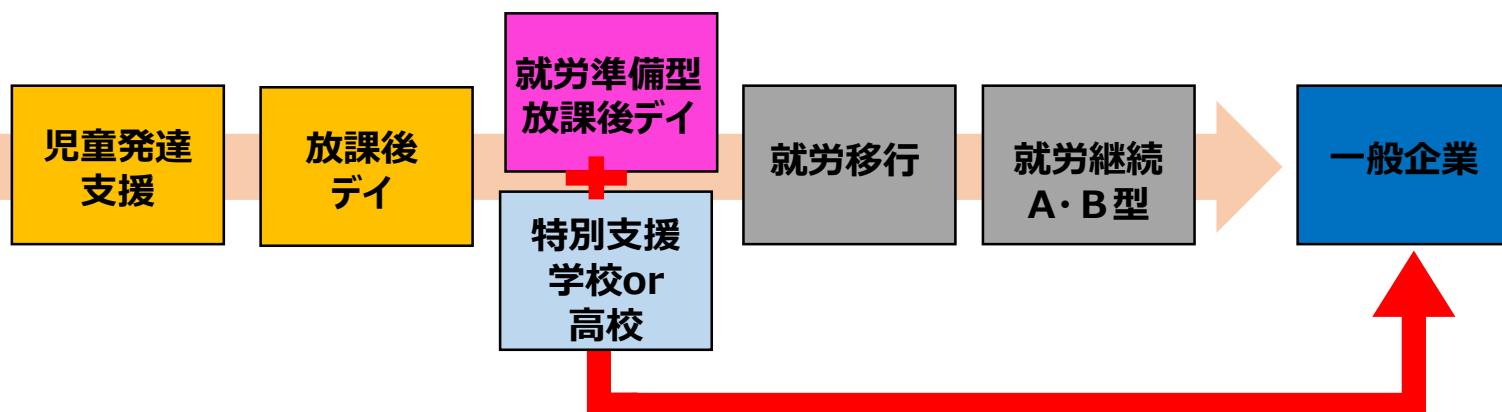 児童発達
支援
放課後
デイ
就労準備型
放課後デイ
特別支援
学校or
高校
就労移行
就労継続
A・B型
一般企業